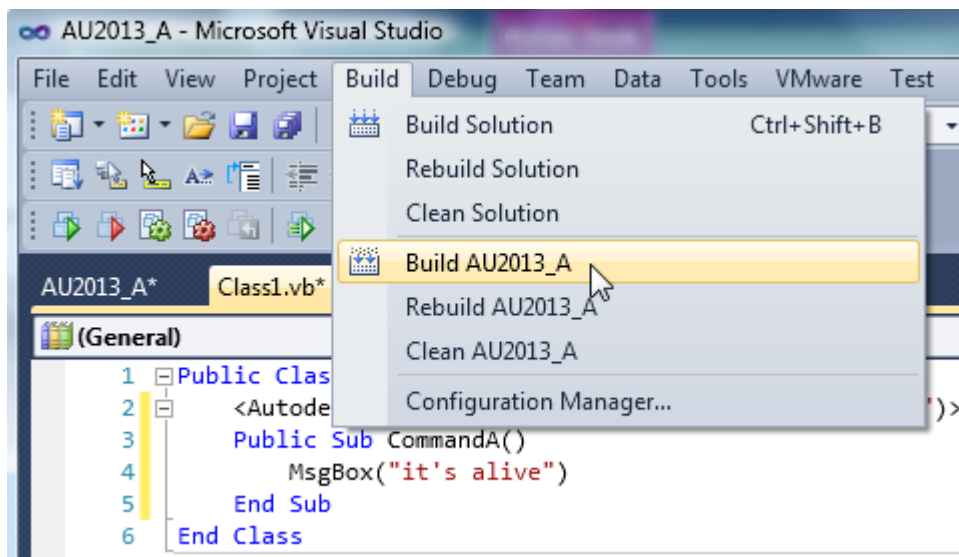 AU2013_A - Microsoft Visual Studio
File Edit View Project Build Debug Team Data Tools VMware Test
Build Solution Ctrl+Shift+B
Rebuild Solution
Clean Solution
Build AU2013_A
Rebuild AU2013_A
Clean AU2013_A
Configuration Manager...
AU2013_A* Class1.vb*
(General)
1 Public Clas
2 <Autode ")>
3 Public Sub CommandA()
4 MsgBox("it's alive")
5 End Sub
6 End Class